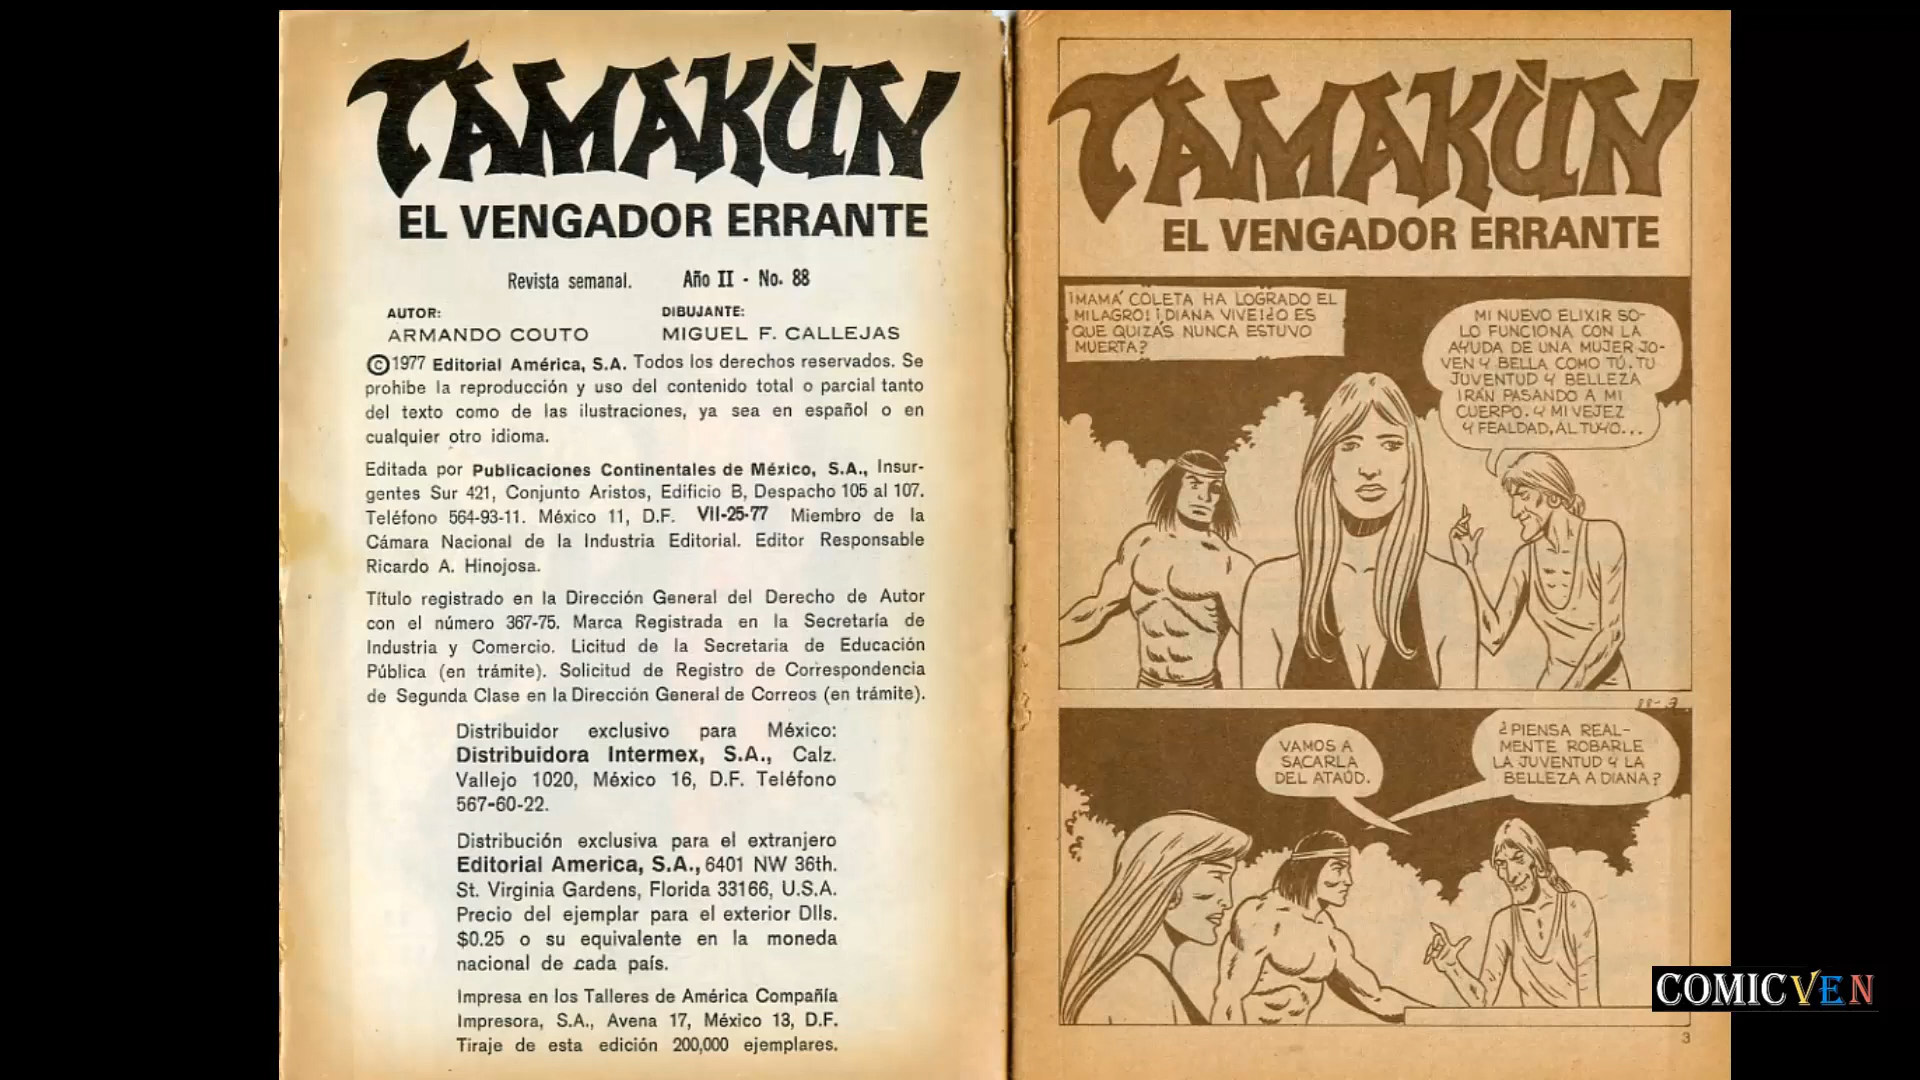 TAMAKÙN
EL VENGADOR ERRANTE
Revista semanal. Año II - No. 88
AUTOR:
ARMANDO COUTO
DIBUJANTE:
MIGUEL F. CALLEJAS
©1977 Editorial América, S.A. Todos los derechos reservados. Se
prohibe la reproducción y uso del contenido total o parcial tanto
del texto como de las ilustraciones, ya sea en español o en
cualquier otro idioma.
Editada por Publicaciones Continentales de México, S.A., Insur-
gentes Sur 421, Conjunto Aristos, Edificio B, Despacho 105 al 107.
Teléfono 564-93-11. México 11, D.F. VII-25-77 Miembro de la
Cámara Nacional de la Industria Editorial. Editor Responsable
Ricardo A. Hinojosa.
Título registrado en la Dirección General del Derecho de Autor
con el número 367-75. Marca Registrada en la Secretaría de
Industria y Comercio. Licitud de la Secretaria de Educación
Pública (en trámite). Solicitud de Registro de Correspondencia
de Segunda Clase en la Dirección General de Correos (en trámite).
Distribuidor exclusivo para México:
Distribuidora Intermex, S.A., Calz.
Vallejo 1020, México 16, D.F. Teléfono
567-60-22.
Distribución exclusiva para el extranjero
Editorial America, S.A., 6401 NW 36th.
St. Virginia Gardens, Florida 33166, U.S.A.
Precio del ejemplar para el exterior Dlls.
$0.25 o su equivalente en la moneda
nacional de cada país.
Impresa en los Talleres de América Compañía
Impresora, S.A., Avena 17, México 13, D.F.
Tiraje de esta edición 200,000 ejemplares.
TAMAKÙN
EL VENGADOR ERRANTE
¡MAMÁ COLETA HA LOGRADO EL
MILAGRO! ¡DIANA VIVE! ¿O ES
QUE QUIZÁS NUNCA ESTUVO
MUERTA?
MI NUEVO ELIXIR SO-
LO FUNCIONA CON LA
AYUDA DE UNA MUJER JO-
VEN Y BELLA COMO TÚ. TU
JUVENTUD Y BELLEZA
IRÁN PASANDO A MI
CUERPO. Y MI VEJEZ
Y FEALDAD, AL TUYO...
88-3
VAMOS A
SACARLA
DEL ATAÚD.
¿PIENSA REAL-
MENTE ROBARLE
LA JUVENTUD Y LA
BELLEZA A DIANA?
3
COMICVEN